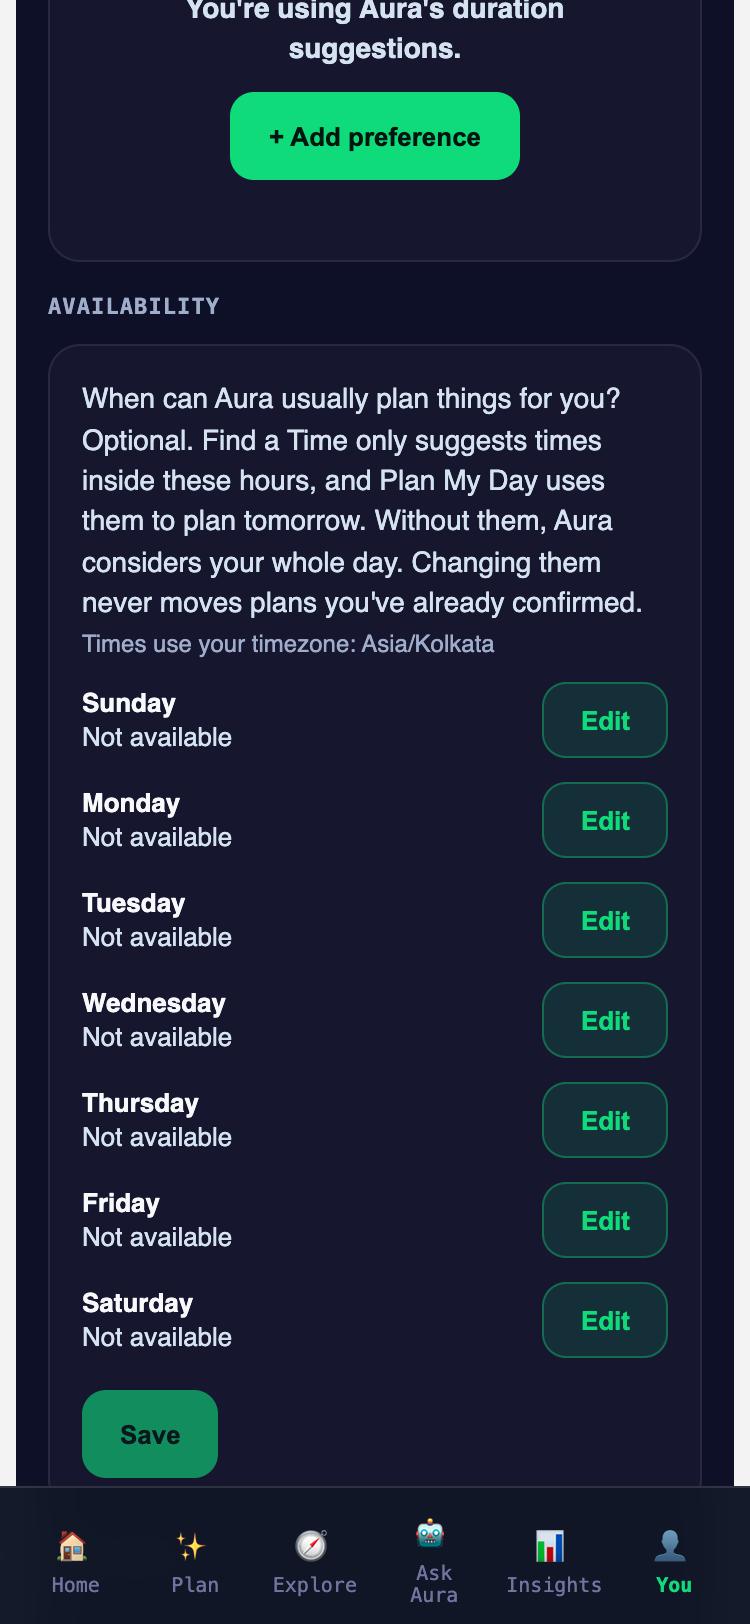 You're using Aura's duration
suggestions.
+ Add preference
AVAILABILITY
When can Aura usually plan things for you?
Optional. Find a Time only suggests times
inside these hours, and Plan My Day uses
them to plan tomorrow. Without them, Aura
considers your whole day. Changing them
never moves plans you've already confirmed.
Times use your timezone: Asia/Kolkata
Sunday
Not available
Edit
Monday
Not available
Edit
Tuesday
Not available
Edit
Wednesday
Not available
Edit
Thursday
Not available
Edit
Friday
Not available
Edit
Saturday
Not available
Edit
Save
Home
Plan
Explore
Ask
Aura
Insights
You